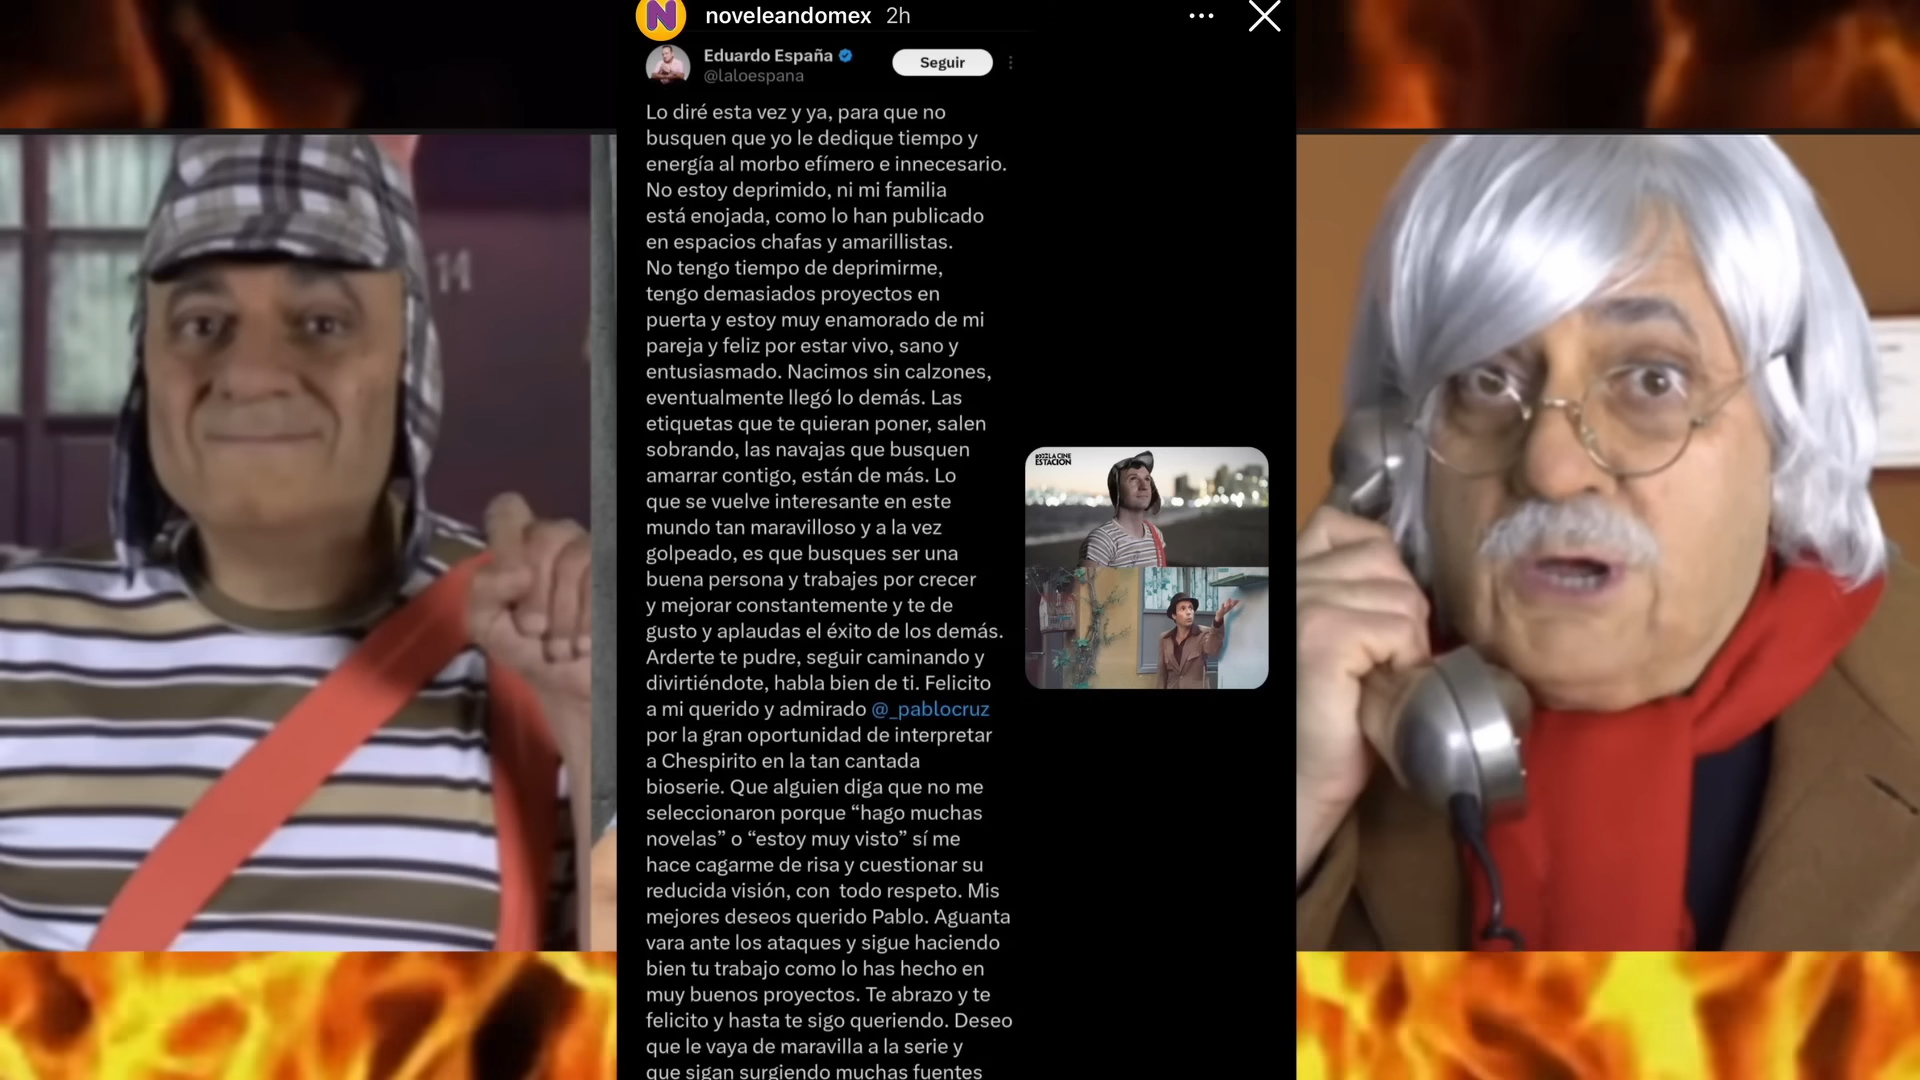 noveleandomex 2h
Eduardo España
@laloespana
Seguir
Lo diré esta vez y ya, para que no
busquen que yo le dedique tiempo y
energía al morbo efímero e innecesario.
No estoy deprimido, ni mi familia
está enojada, como lo han publicado
en espacios chafas y amarillistas.
No tengo tiempo de deprimirme,
tengo demasiados proyectos en
puerta y estoy muy enamorado de mi
pareja y feliz por estar vivo, sano y
entusiasmado. Nacimos sin calzones,
eventualmente llegó lo demás. Las
etiquetas que te quieran poner, salen
sobrando, las navajas que busquen
amarrar contigo, están de más. Lo
que se vuelve interesante en este
mundo tan maravilloso y a la vez
golpeado, es que busques ser una
buena persona y trabajes por crecer
y mejorar constantemente y te de
gusto y aplaudas el éxito de los demás.
Arderte te pudre, seguir caminando y
divirtiéndote, habla bien de ti. Felicito
a mi querido y admirado @_pablocruz
por la gran oportunidad de interpretar
a Chespirito en la tan cantada
bioserie. Que alguien diga que no me
seleccionaron porque “hago muchas
novelas” o “estoy muy visto” sí me
hace cagarme de risa y cuestionar su
reducida visión, con todo respeto. Mis
mejores deseos querido Pablo. Aguanta
vara ante los ataques y sigue haciendo
bien tu trabajo como lo has hecho en
muy buenos proyectos. Te abrazo y te
felicito y hasta te sigo queriendo. Deseo
que le vaya de maravilla a la serie y
que sigan surgiendo muchas fuentes
14
LA CINE
ESTACIÓN